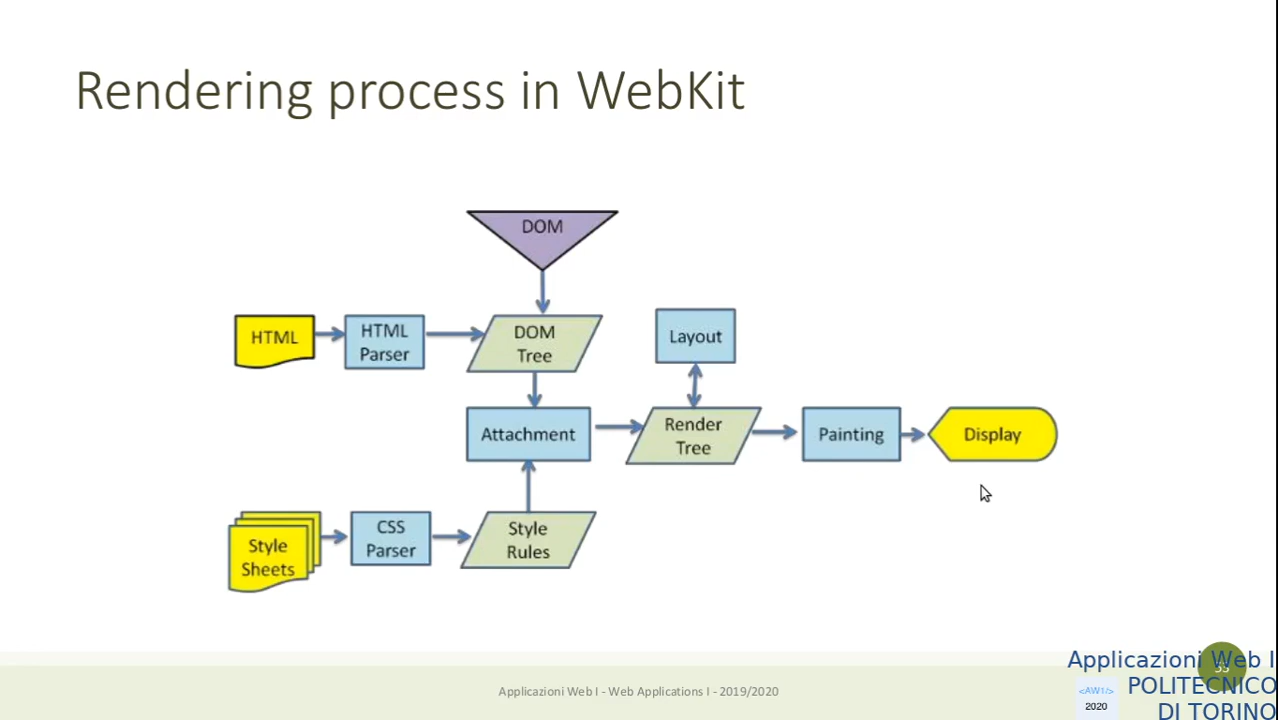 Rendering process in WebKit
DOM
HTML
HTML
Parser
DOM
Tree
Layout
Attachment
Render
Tree
Painting
Display
Style
Sheets
CSS
Parser
Style
Rules
Applicazioni Web I - Web Applications I - 2019/2020
Applicazioni Web I
POLITECNICO
DI TORINO
<AW1/>
2020